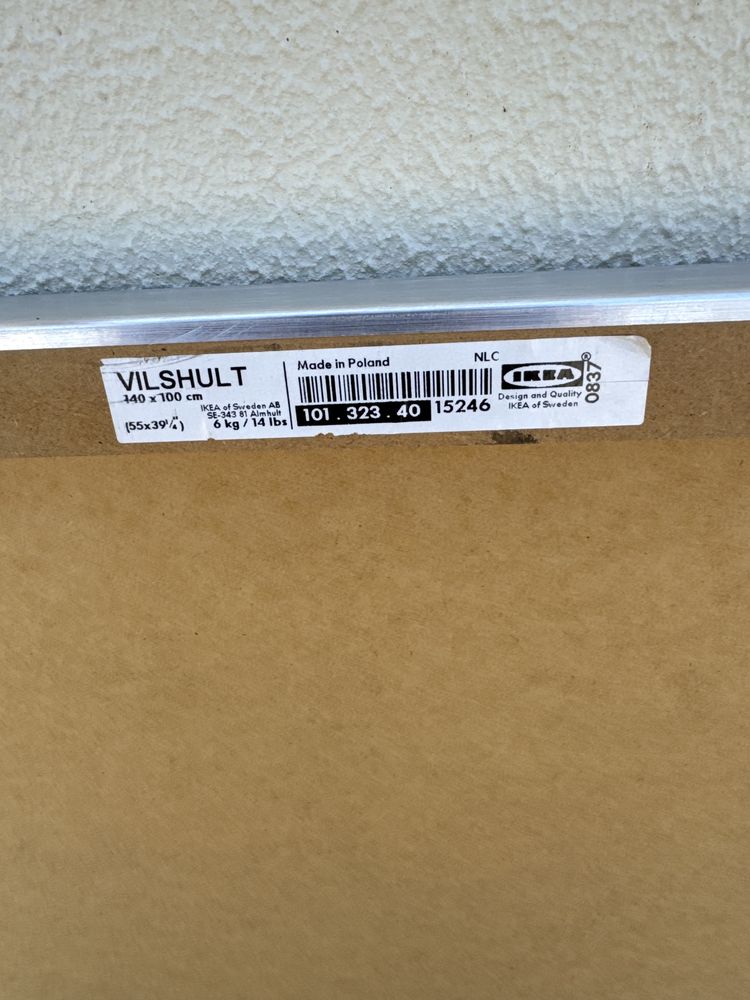 VILSHULT
140 x 100 cm
(55x39¼")
IKEA of Sweden AB
SE-343 81 Älmhult
6 kg / 14 lbs
Made in Poland
NLC
101 . 323 . 40
15246
IKEA®
Design and Quality
IKEA of Sweden
0837